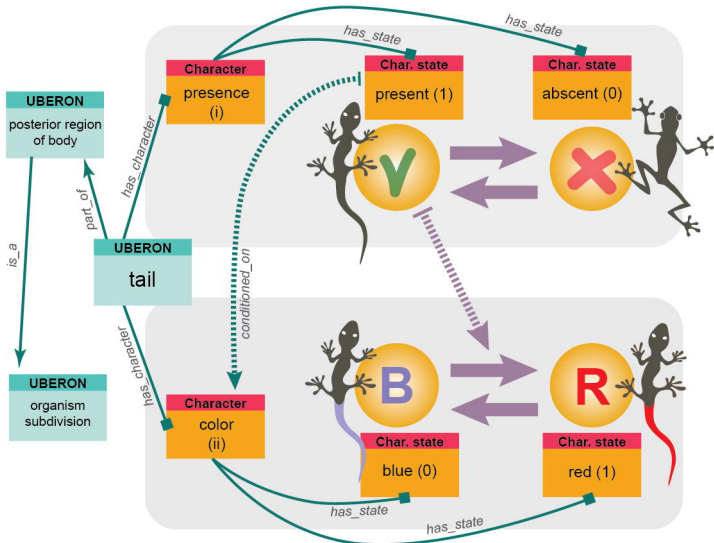 has_state
has_state
Character
presence
(i)
Char. state
present (1)
Char. state
abscent (0)
UBERON
posterior region
of body
has_character
part_of
is_a
UBERON
tail
conditioned_on
has_character
UBERON
organism
subdivision
Character
color
(ii)
B
R
Char. state
blue (0)
Char. state
red (1)
has_state
has_state